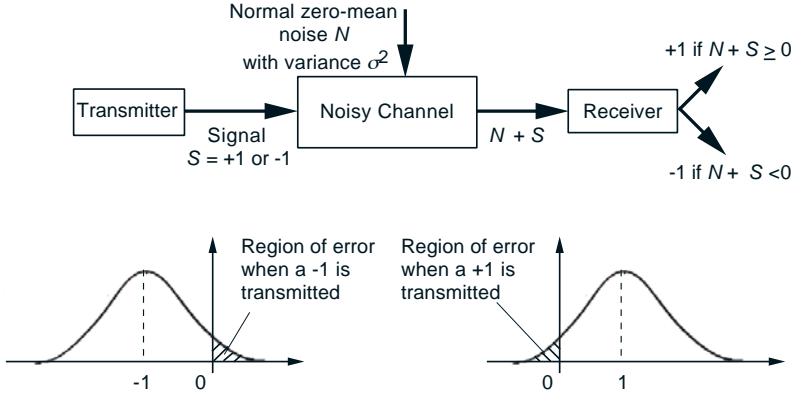 Normal zero-mean
noise N
with variance σ²
Transmitter
Signal
S = +1 or -1
Noisy Channel
N + S
Receiver
+1 if N + S ≥ 0
-1 if N + S <0
Region of error
when a -1 is
transmitted
-1
0
Region of error
when a +1 is
transmitted
0
1